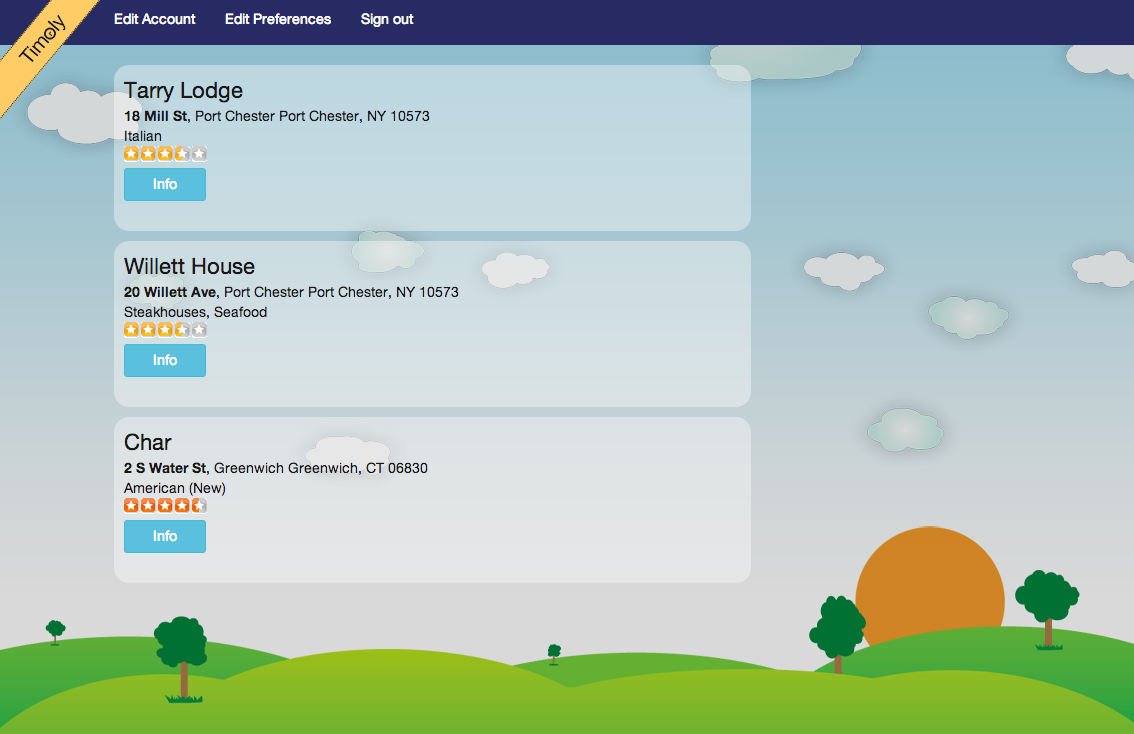 Timoly
Edit Account Edit Preferences Sign out
Tarry Lodge
18 Mill St, Port Chester Port Chester, NY 10573
Italian
Info
Willett House
20 Willett Ave, Port Chester Port Chester, NY 10573
Steakhouses, Seafood
Info
Char
2 S Water St, Greenwich Greenwich, CT 06830
American (New)
Info